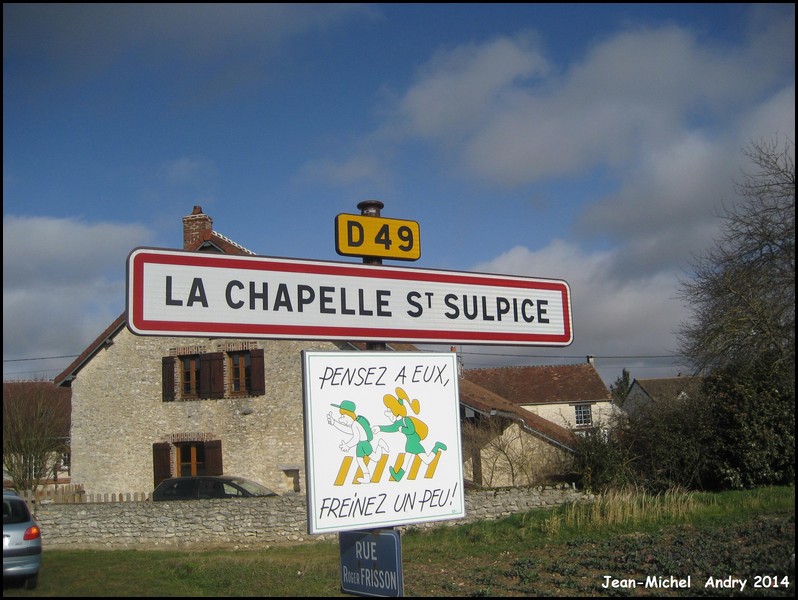 D 49
LA CHAPELLE ST SULPICE
PENSEZ A EUX,
FREiNEZ UN PEU!
RUE
ROGER FRISSON
Jean-Michel Andry 2014